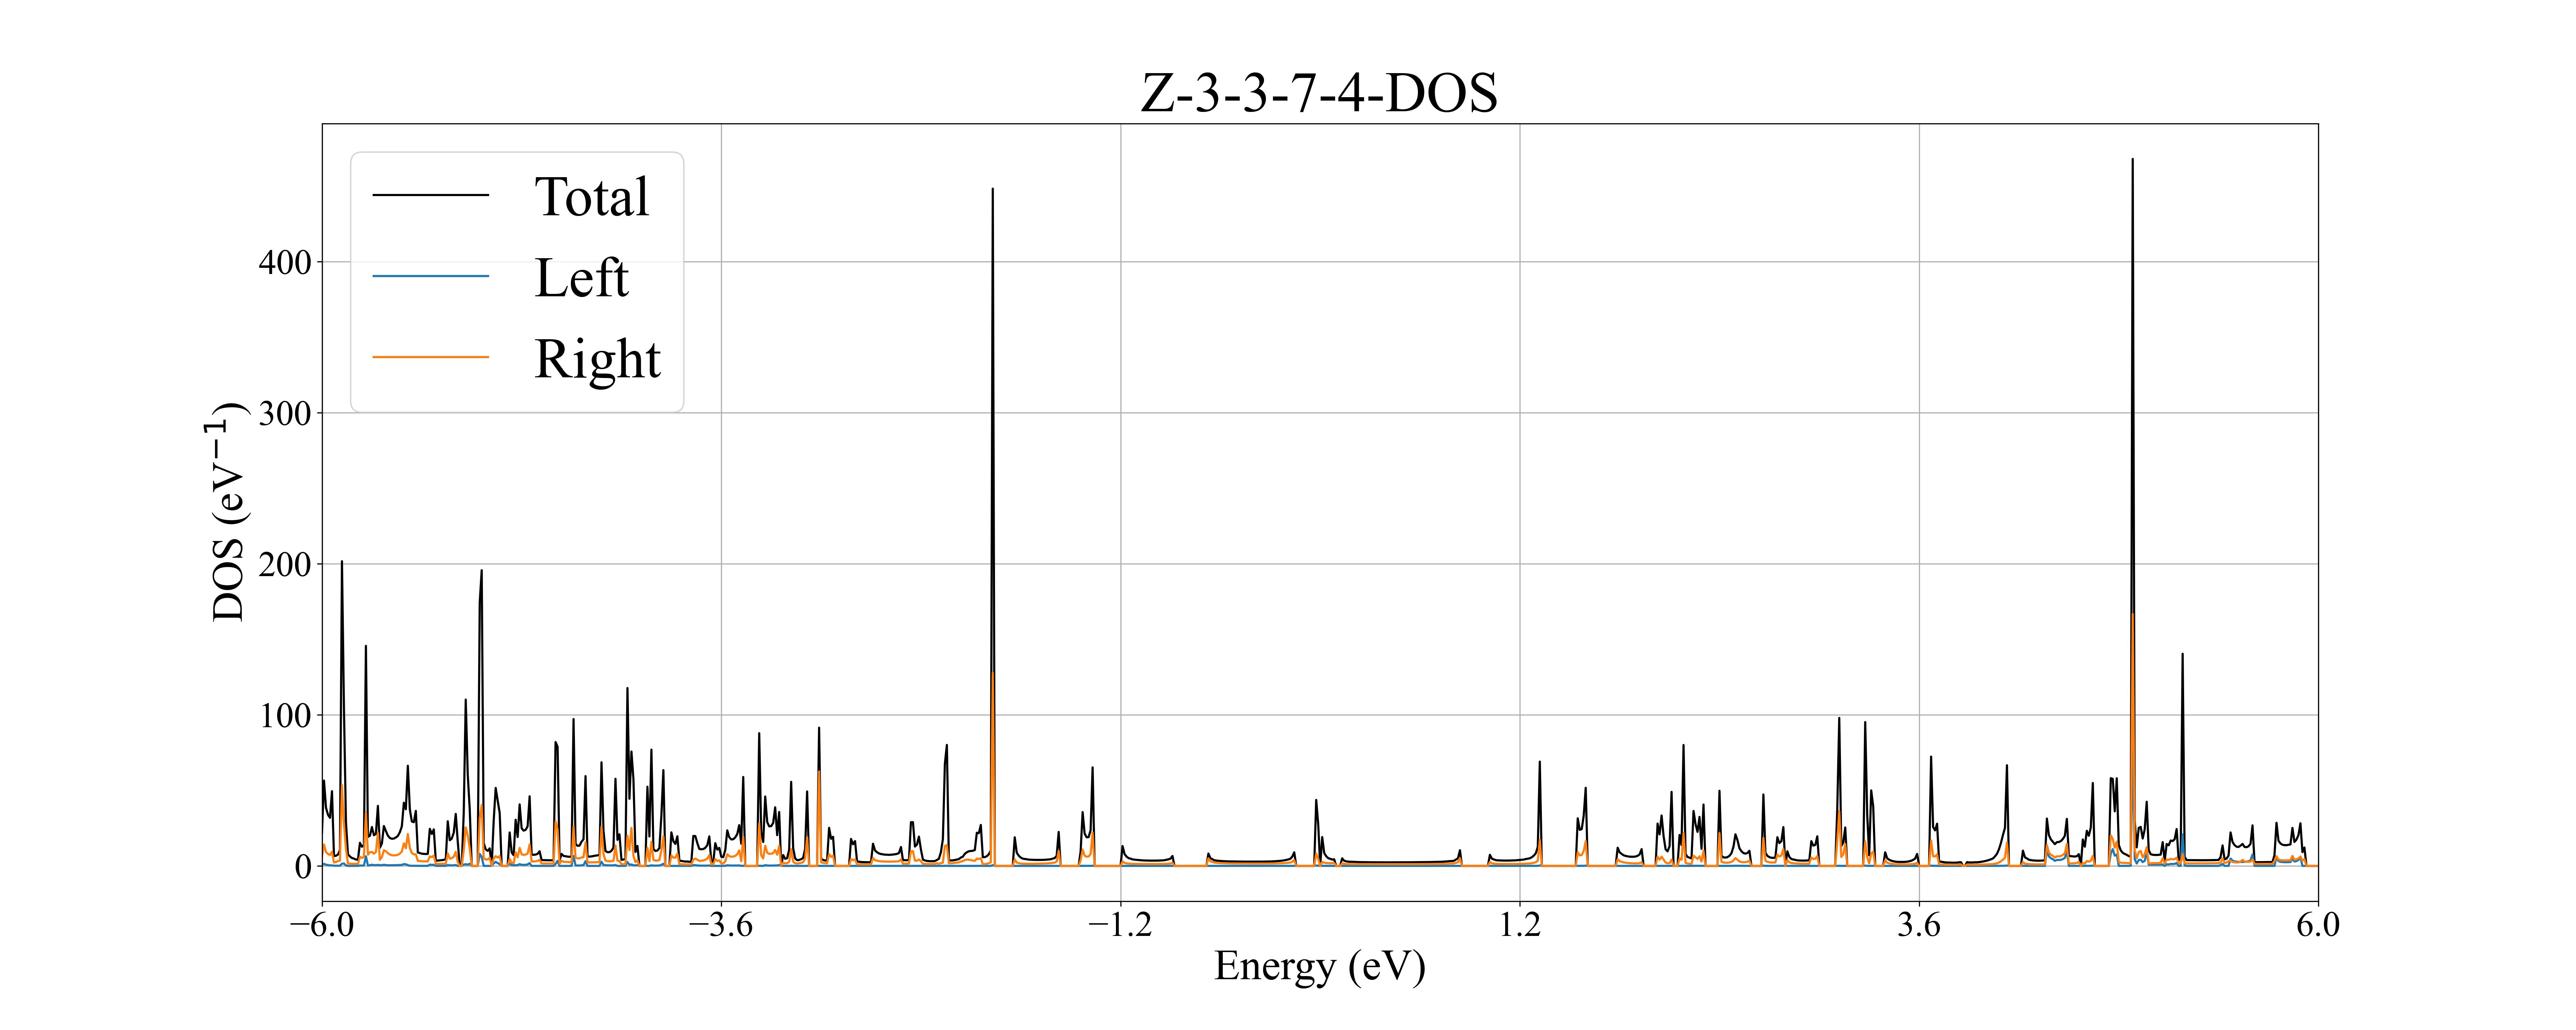 Z-3-3-7-4-DOS
Total
Left
Right
DOS (eV⁻¹)
400
300
200
100
0
−6.0
−3.6
−1.2
1.2
3.6
6.0
Energy (eV)